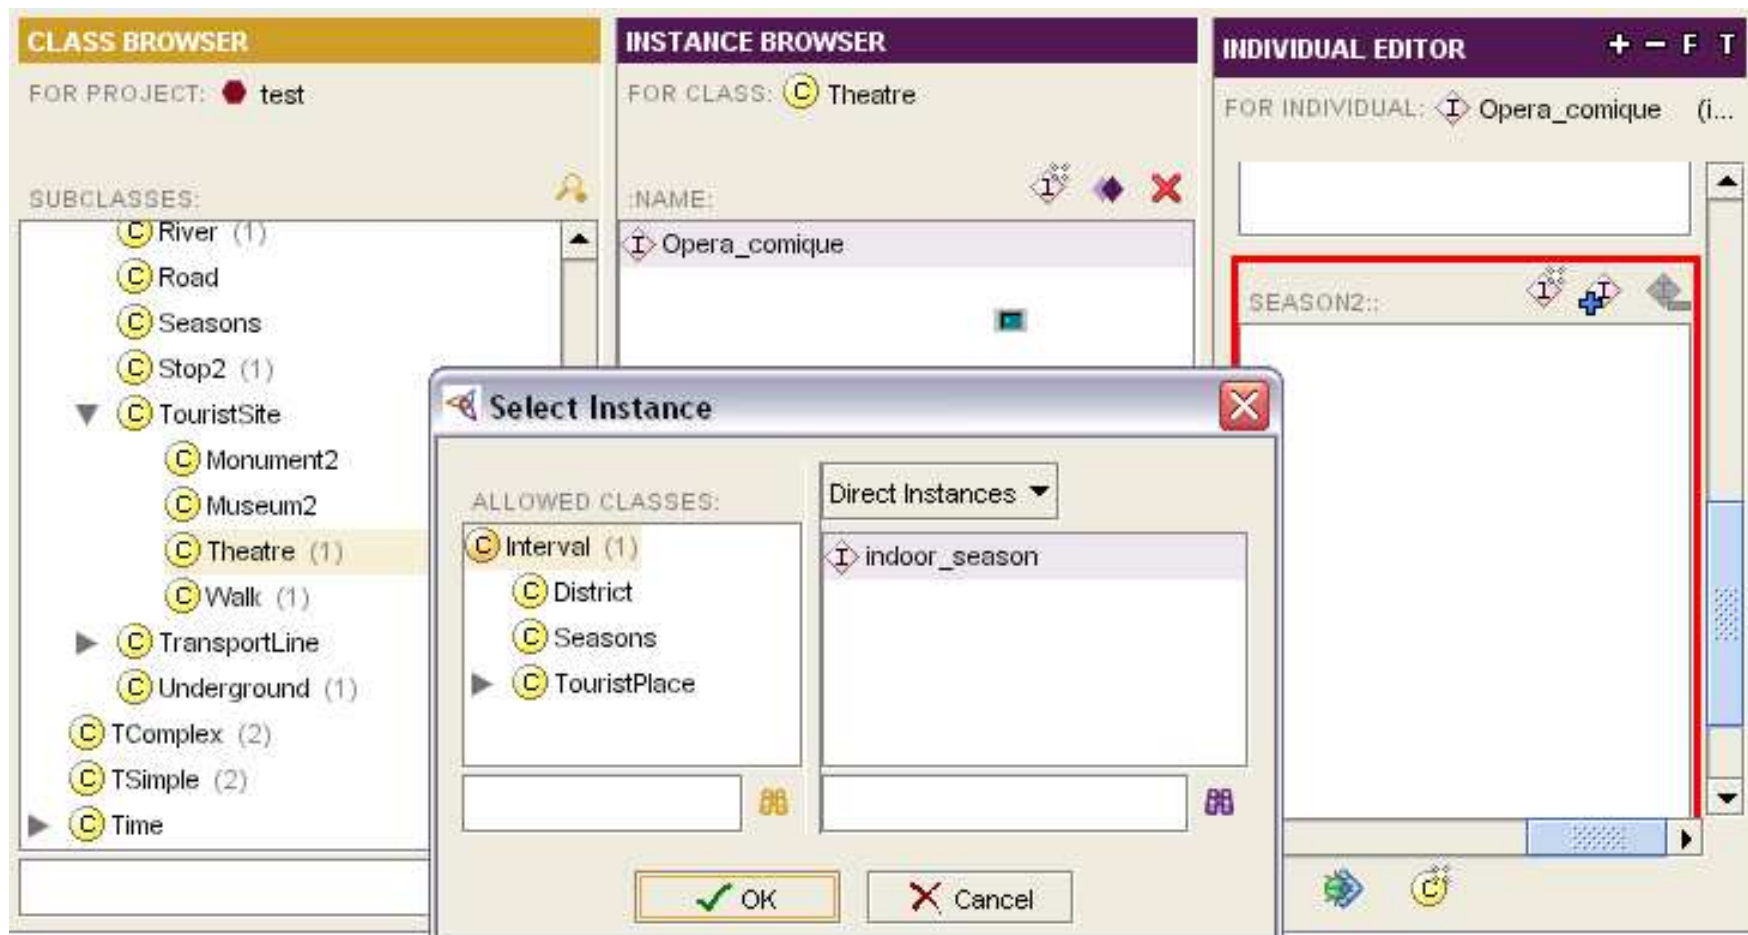 CLASS BROWSER
FOR PROJECT: test
SUBCLASSES:
C River (1)
C Road
C Seasons
C Stop2 (1)
C TouristSite
C Monument2
C Museum2
C Theatre (1)
C Walk (1)
C TransportLine
C Underground (1)
C TComplex (2)
C TSimple (2)
C Time
INSTANCE BROWSER
FOR CLASS: C Theatre
:NAME:
I Opera_comique
INDIVIDUAL EDITOR + - F T
FOR INDIVIDUAL: I Opera_comique (i...
SEASON2::
Select Instance
ALLOWED CLASSES:
C Interval (1)
C District
C Seasons
C TouristPlace
Direct Instances
I indoor_season
OK
Cancel